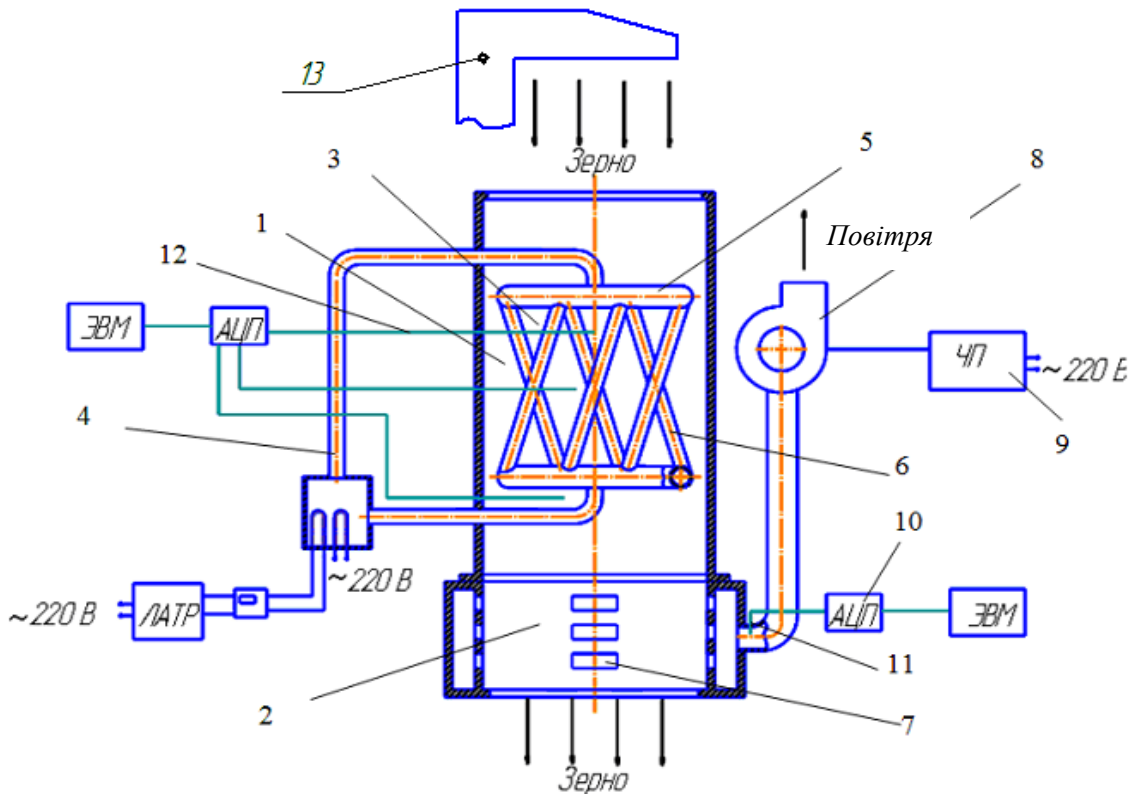 13
Зерно
5
8
3
1
Повітря
12
ЭВМ
АЦП
ЧП
~220 В
4
9
6
10
~220 В
~220 В
ЛАТР
АЦП
ЭВМ
11
2
7
Зерно